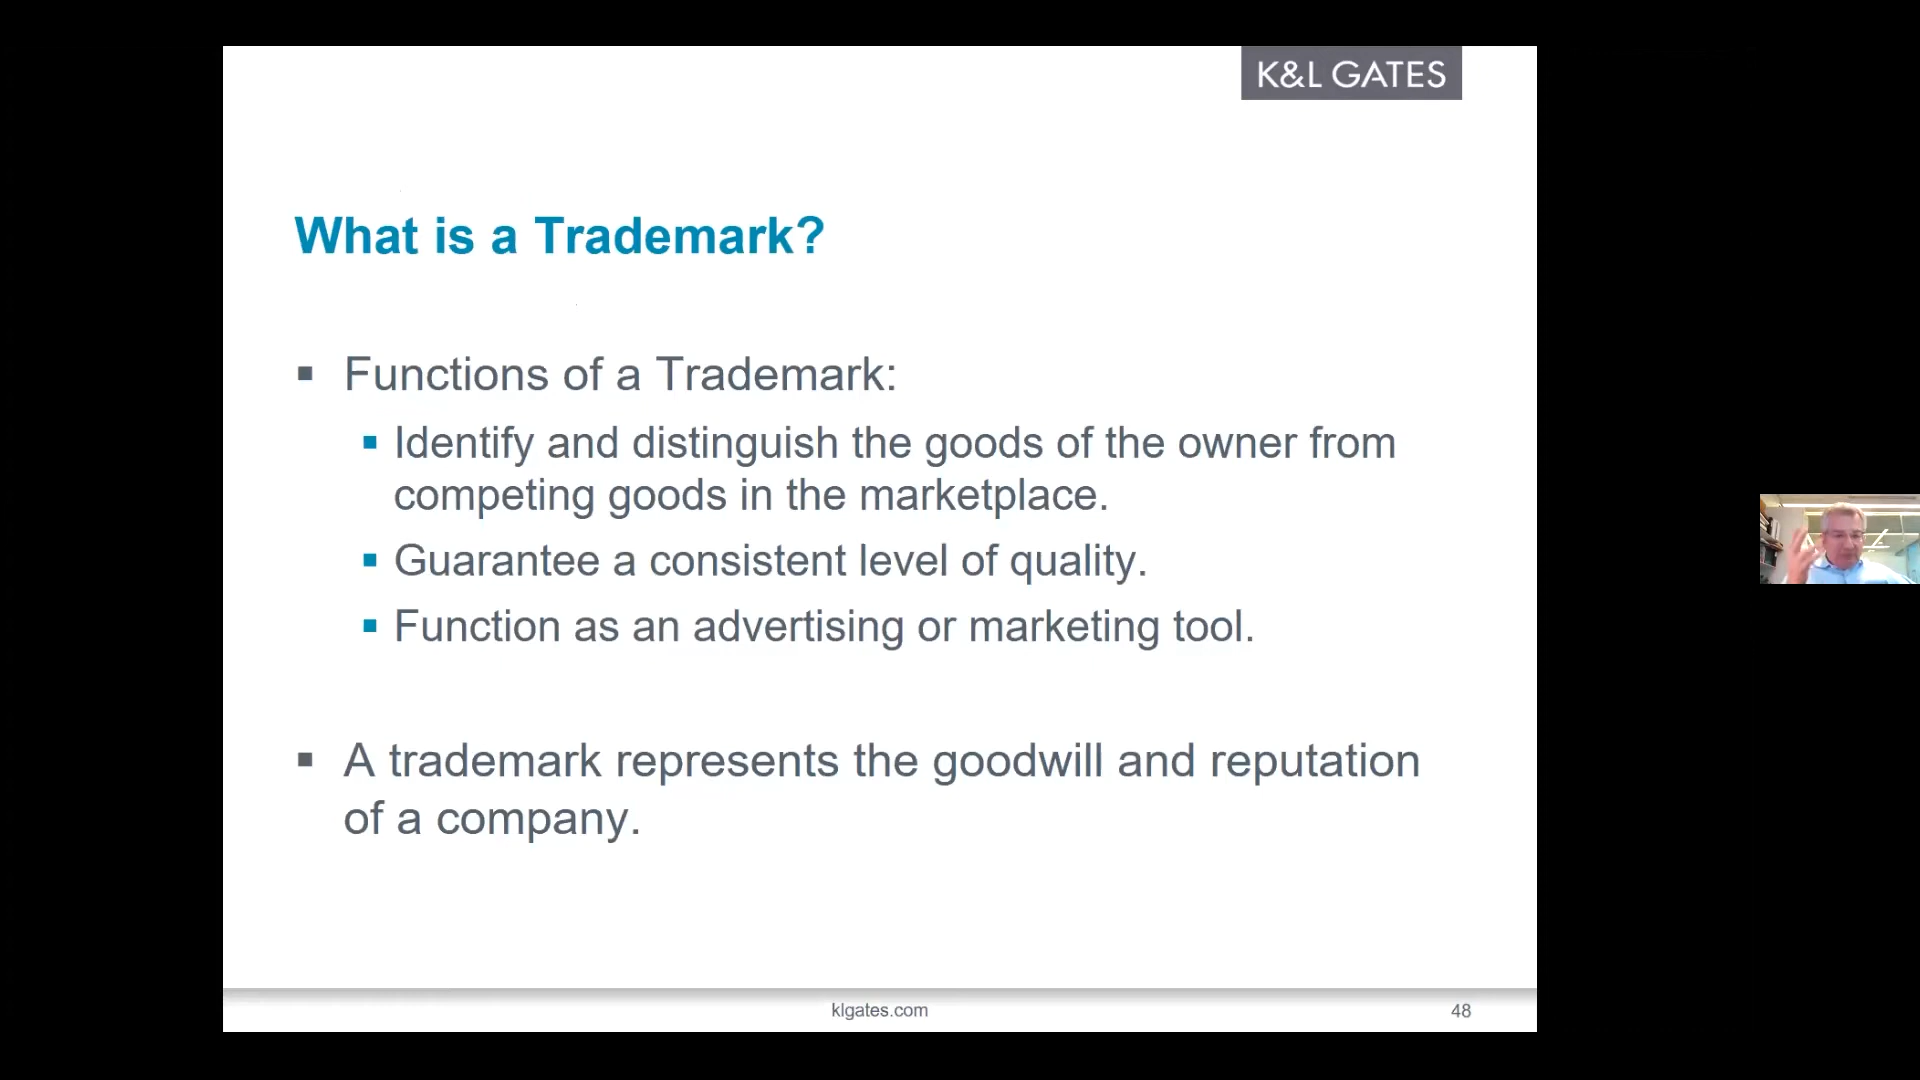 K&L GATES
What is a Trademark?
▪ Functions of a Trademark:
▪ Identify and distinguish the goods of the owner from
competing goods in the marketplace.
▪ Guarantee a consistent level of quality.
▪ Function as an advertising or marketing tool.
▪ A trademark represents the goodwill and reputation
of a company.
klgates.com
48